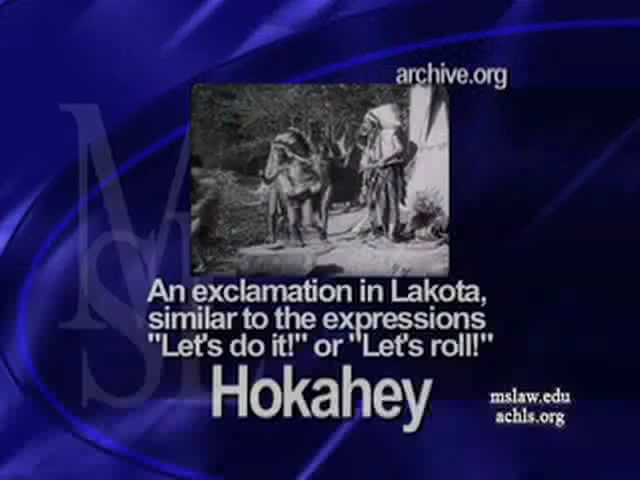 archive.org
An exclamation in Lakota,
similar to the expressions
"Let's do it!" or "Let's roll!"
Hokahey
mslaw.edu
achls.org
MSL